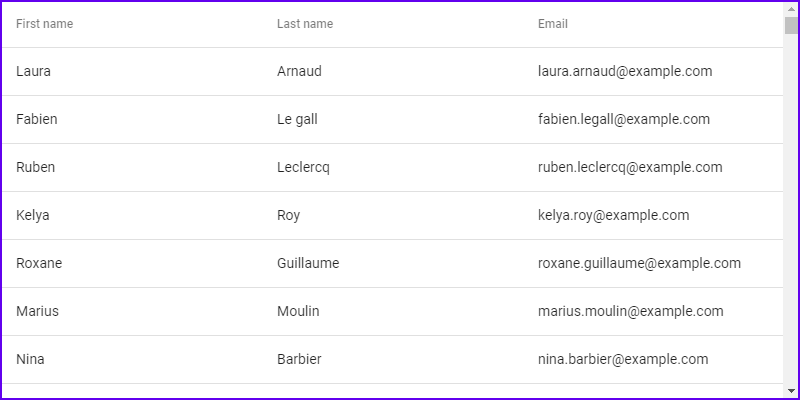 First name Last name Email
Laura Arnaud laura.arnaud@example.com
Fabien Le gall fabien.legall@example.com
Ruben Leclercq ruben.leclercq@example.com
Kelya Roy kelya.roy@example.com
Roxane Guillaume roxane.guillaume@example.com
Marius Moulin marius.moulin@example.com
Nina Barbier nina.barbier@example.com